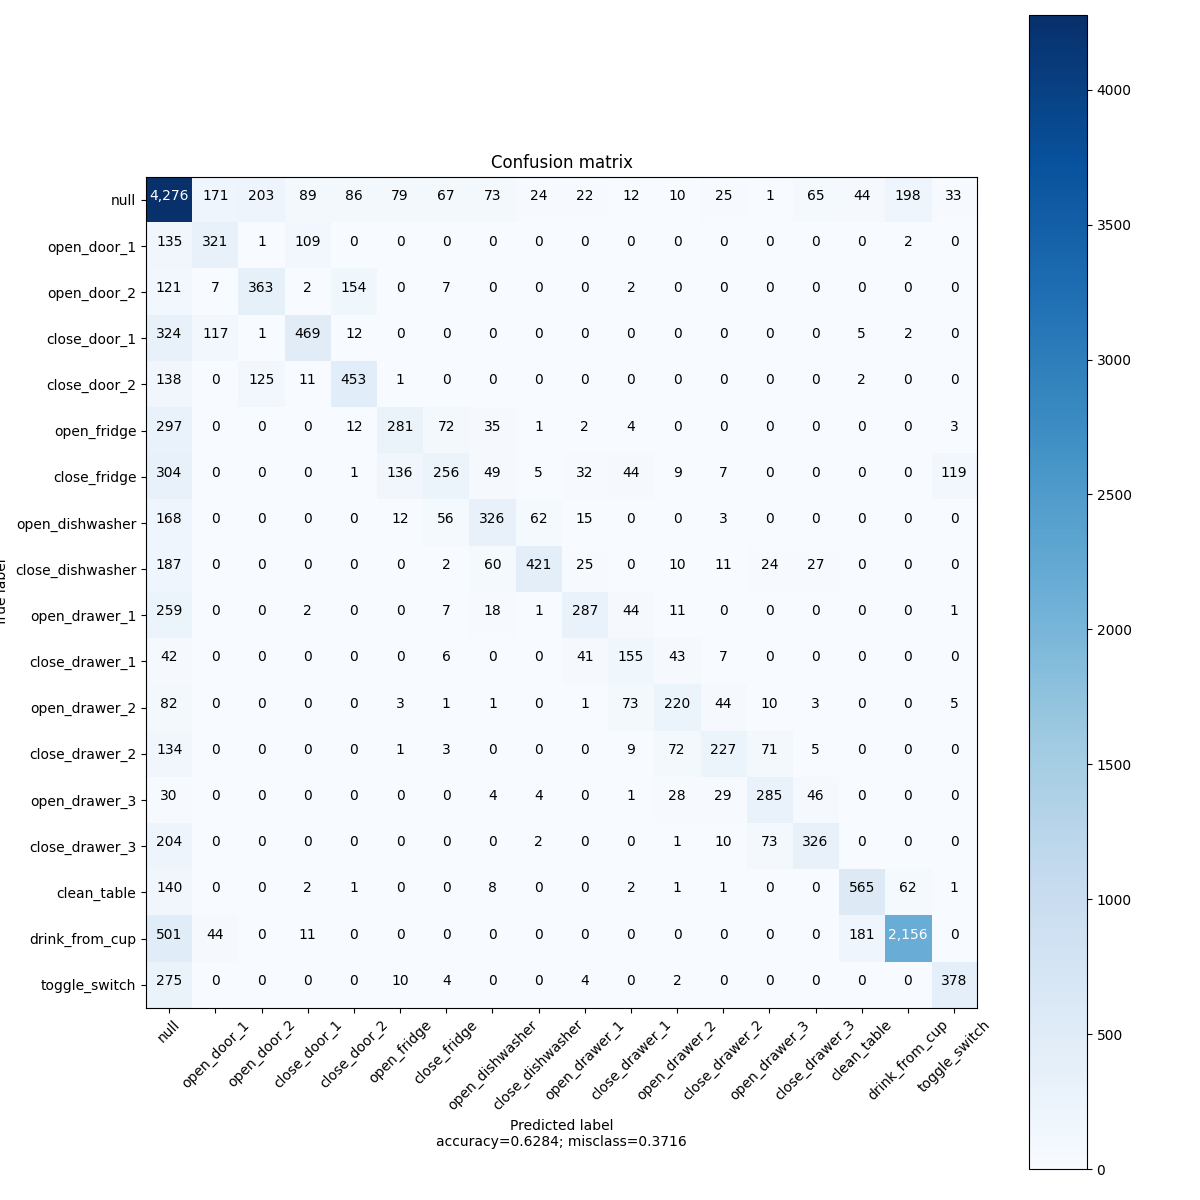 Confusion matrix
null 4,276 171 203 89 86 79 67 73 24 22 12 10 25 1 65 44 198 33
open_door_1 135 321 1 109 0 0 0 0 0 0 0 0 0 0 0 0 2 0
open_door_2 121 7 363 2 154 0 7 0 0 0 2 0 0 0 0 0 0 0
close_door_1 324 117 1 469 12 0 0 0 0 0 0 0 0 0 0 5 2 0
close_door_2 138 0 125 11 453 1 0 0 0 0 0 0 0 0 0 2 0 0
open_fridge 297 0 0 0 12 281 72 35 1 2 4 0 0 0 0 0 0 3
close_fridge 304 0 0 0 1 136 256 49 5 32 44 9 7 0 0 0 0 119
open_dishwasher 168 0 0 0 0 12 56 326 62 15 0 0 3 0 0 0 0 0
close_dishwasher 187 0 0 0 0 0 2 60 421 25 0 10 11 24 27 0 0 0
open_drawer_1 259 0 0 2 0 0 7 18 1 287 44 11 0 0 0 0 0 1
close_drawer_1 42 0 0 0 0 0 6 0 0 41 155 43 7 0 0 0 0 0
open_drawer_2 82 0 0 0 0 3 1 1 0 1 73 220 44 10 3 0 0 5
close_drawer_2 134 0 0 0 0 1 3 0 0 0 9 72 227 71 5 0 0 0
open_drawer_3 30 0 0 0 0 0 0 4 4 0 1 28 29 285 46 0 0 0
close_drawer_3 204 0 0 0 0 0 0 0 2 0 0 1 10 73 326 0 0 0
clean_table 140 0 0 2 1 0 0 8 0 0 2 1 1 0 0 565 62 1
drink_from_cup 501 44 0 11 0 0 0 0 0 0 0 0 0 0 0 181 2,156 0
toggle_switch 275 0 0 0 0 10 4 0 0 4 0 2 0 0 0 0 0 378
null open_door_1 open_door_2 close_door_1 close_door_2 open_fridge close_fridge open_dishwasher close_dishwasher open_drawer_1 close_drawer_1 open_drawer_2 close_drawer_2 open_drawer_3 close_drawer_3 clean_table drink_from_cup toggle_switch
Predicted label
accuracy=0.6284; misclass=0.3716
4000
3500
3000
2500
2000
1500
1000
500
0